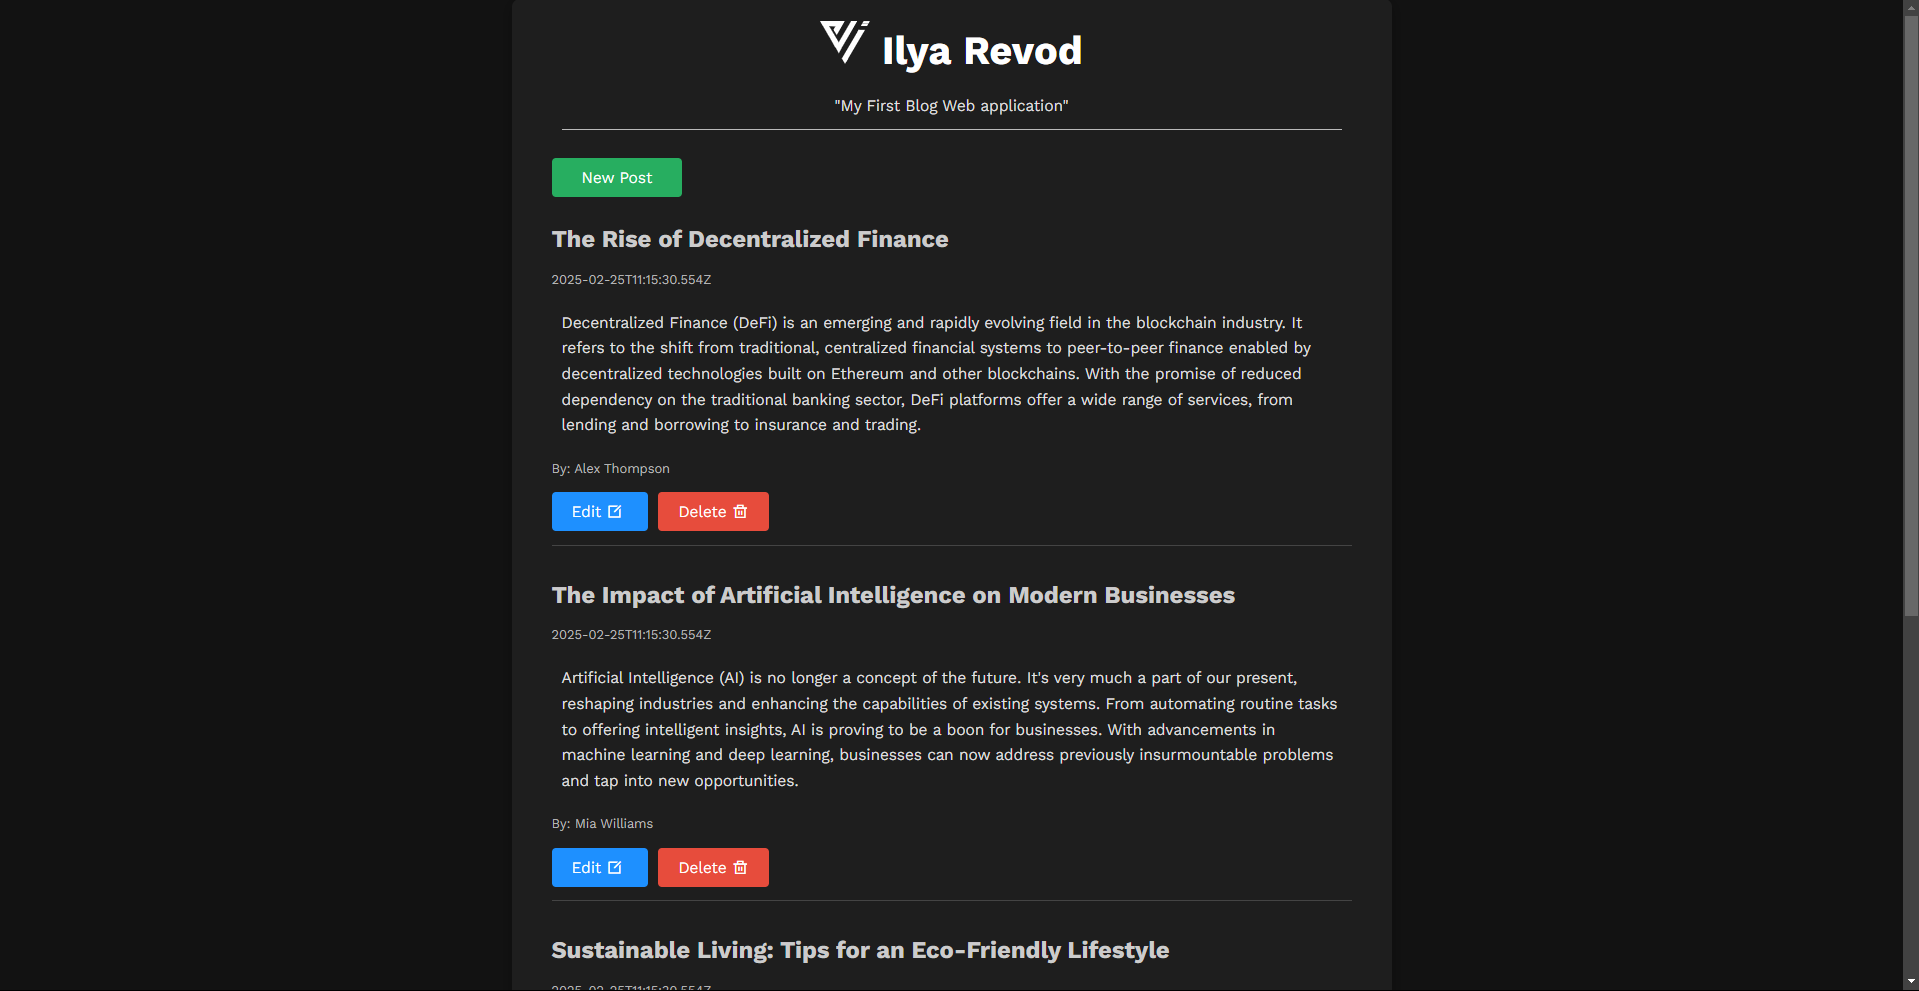 Ilya Revod
"My First Blog Web application"
New Post
The Rise of Decentralized Finance
2025-02-25T11:15:30.554Z
Decentralized Finance (DeFi) is an emerging and rapidly evolving field in the blockchain industry. It
refers to the shift from traditional, centralized financial systems to peer-to-peer finance enabled by
decentralized technologies built on Ethereum and other blockchains. With the promise of reduced
dependency on the traditional banking sector, DeFi platforms offer a wide range of services, from
lending and borrowing to insurance and trading.
By: Alex Thompson
Edit Delete
The Impact of Artificial Intelligence on Modern Businesses
2025-02-25T11:15:30.554Z
Artificial Intelligence (AI) is no longer a concept of the future. It's very much a part of our present,
reshaping industries and enhancing the capabilities of existing systems. From automating routine tasks
to offering intelligent insights, AI is proving to be a boon for businesses. With advancements in
machine learning and deep learning, businesses can now address previously insurmountable problems
and tap into new opportunities.
By: Mia Williams
Edit Delete
Sustainable Living: Tips for an Eco-Friendly Lifestyle
2025-02-25T11:15:30.554Z